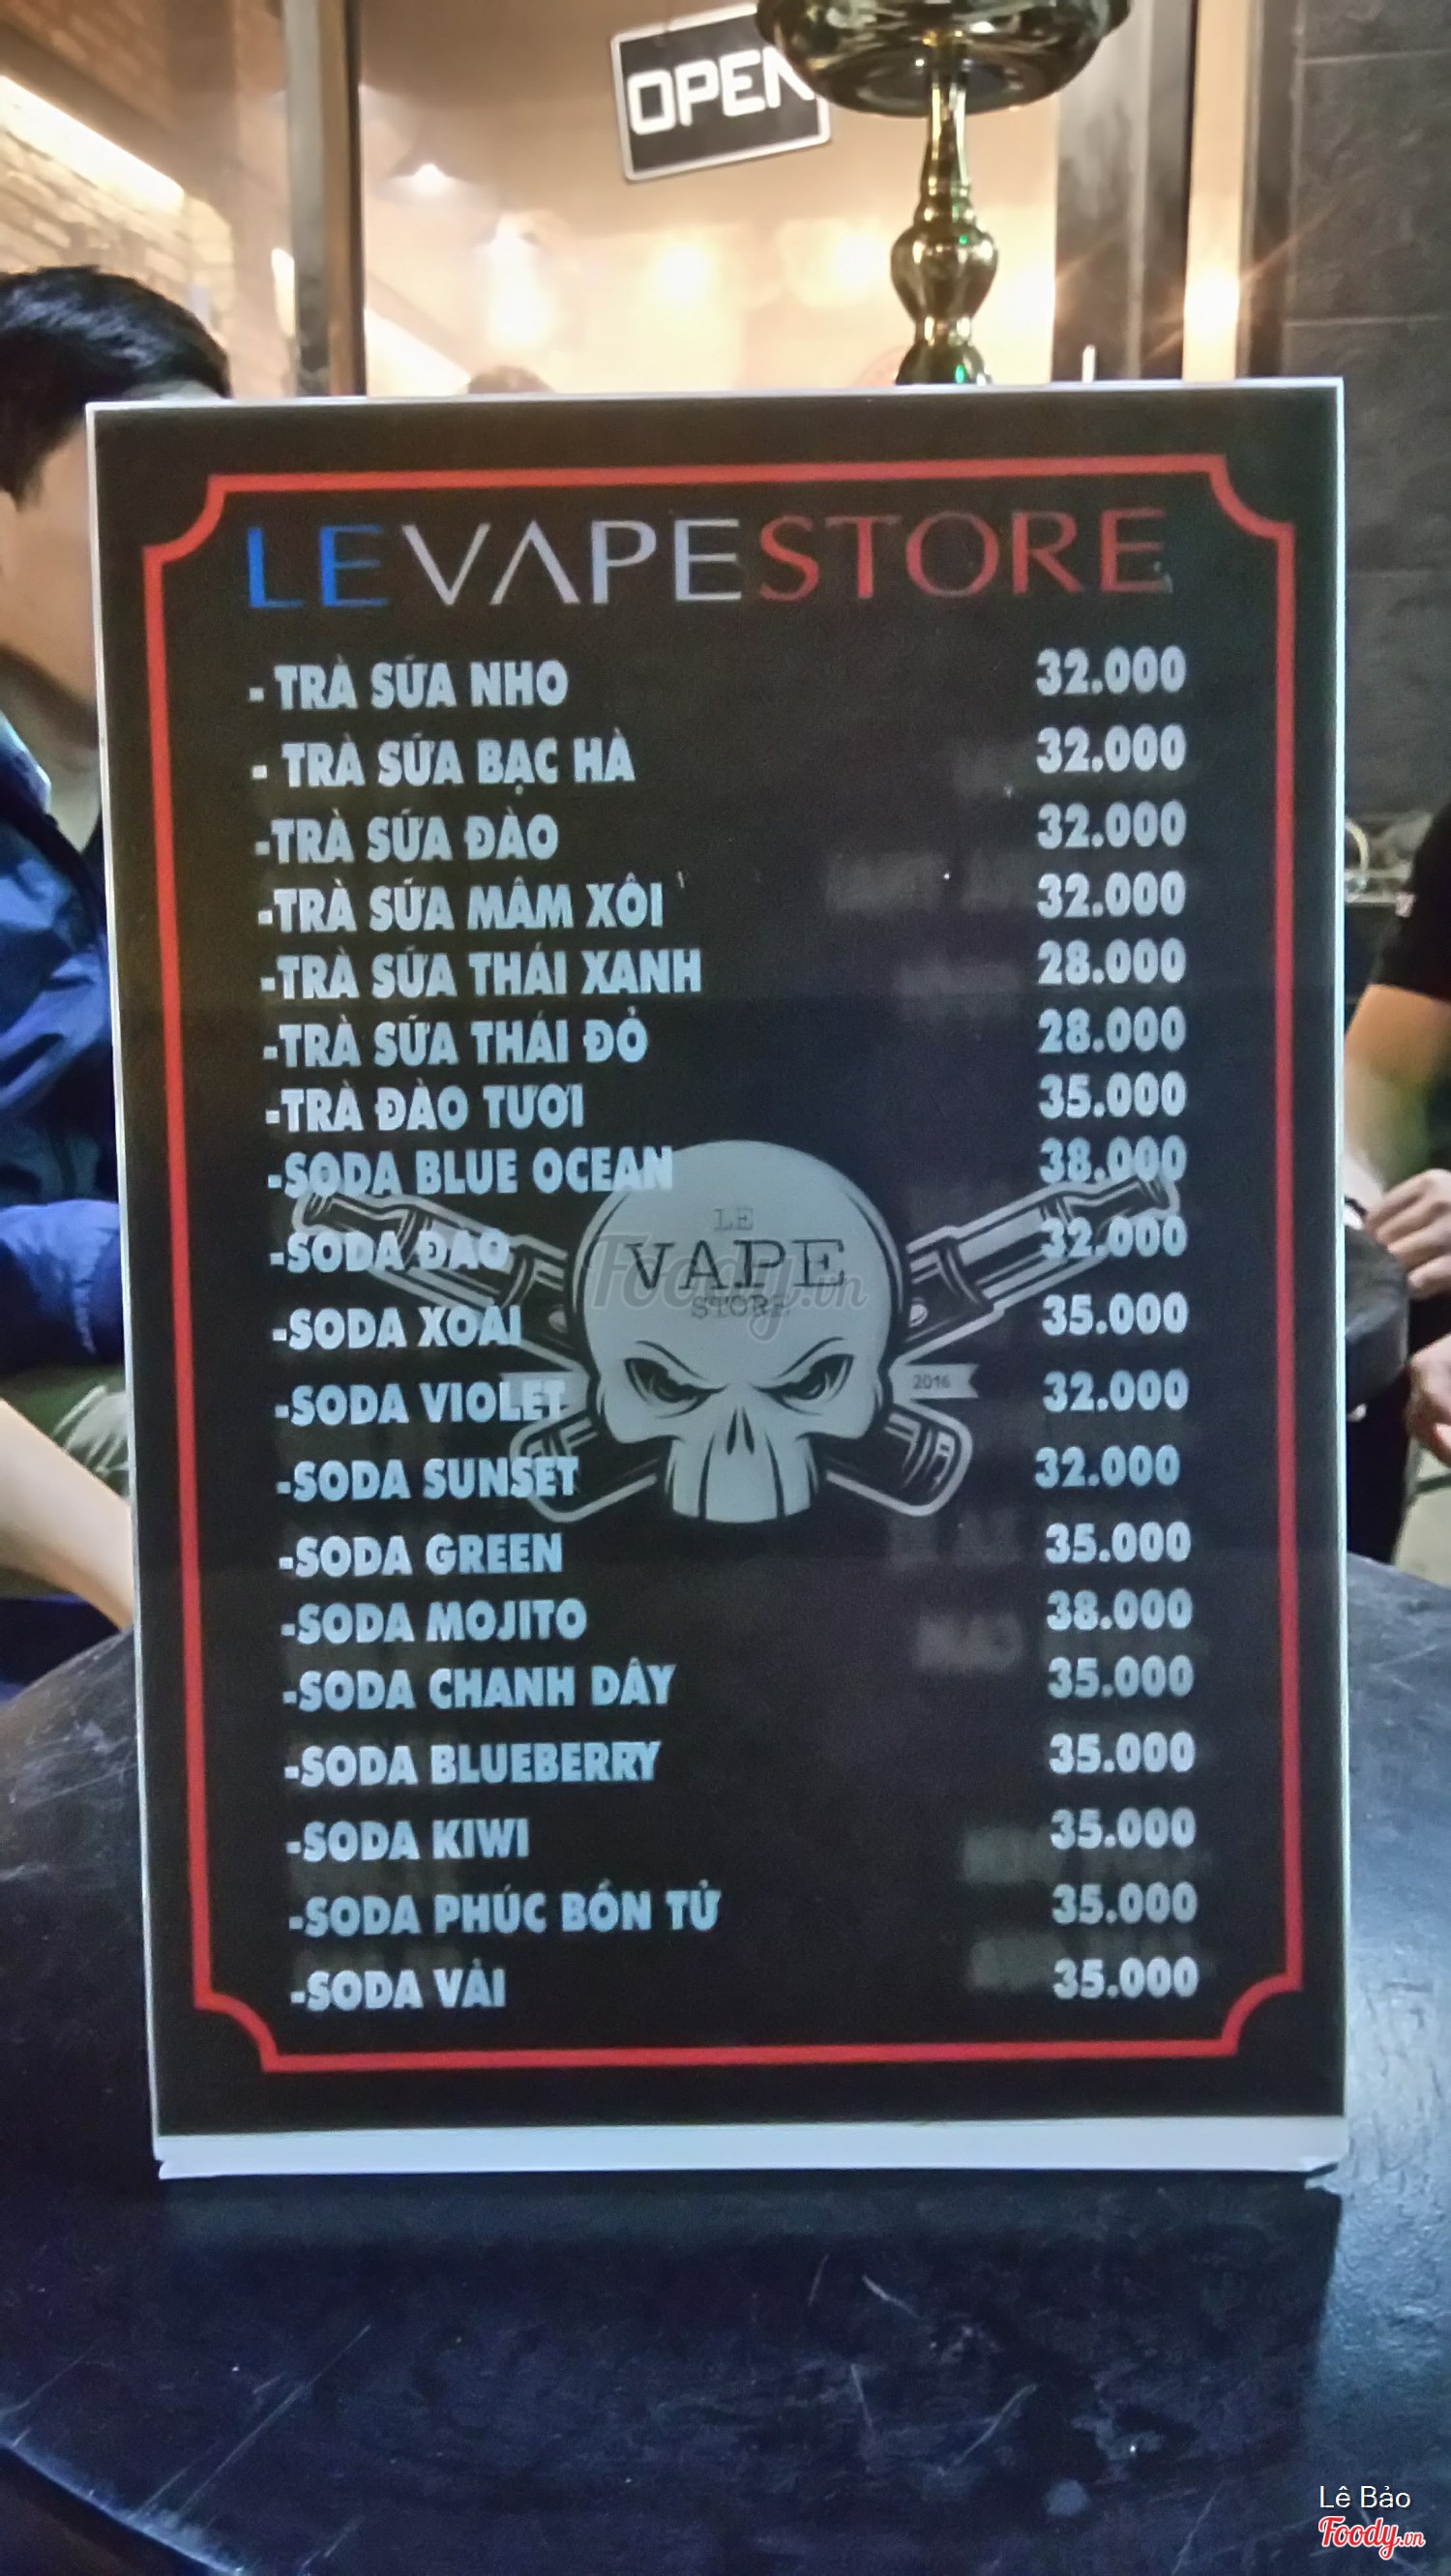 OPEN
LEVAPESTORE
- TRÀ SỮA NHO 32.000
- TRÀ SỮA BẠC HÀ 32.000
-TRÀ SỮA ĐÀO 32.000
-TRÀ SỮA MÂM XÔI 32.000
-TRÀ SỮA THÁI XANH 28.000
-TRÀ SỮA THÁI ĐỎ 28.000
-TRÀ ĐÀO TƯƠI 35.000
-SODA BLUE OCEAN 38.000
-SODA ĐÀO 32.000
-SODA XOÀI 35.000
-SODA VIOLET 32.000
-SODA SUNSET 32.000
-SODA GREEN 35.000
-SODA MOJITO 38.000
-SODA CHANH DÂY 35.000
-SODA BLUEBERRY 35.000
-SODA KIWI 35.000
-SODA PHÚC BỒN TỬ 35.000
-SODA VẢI 35.000
LE
VAPE
STORE
2016
Foody.vn
Lê Bảo
Foody.vn